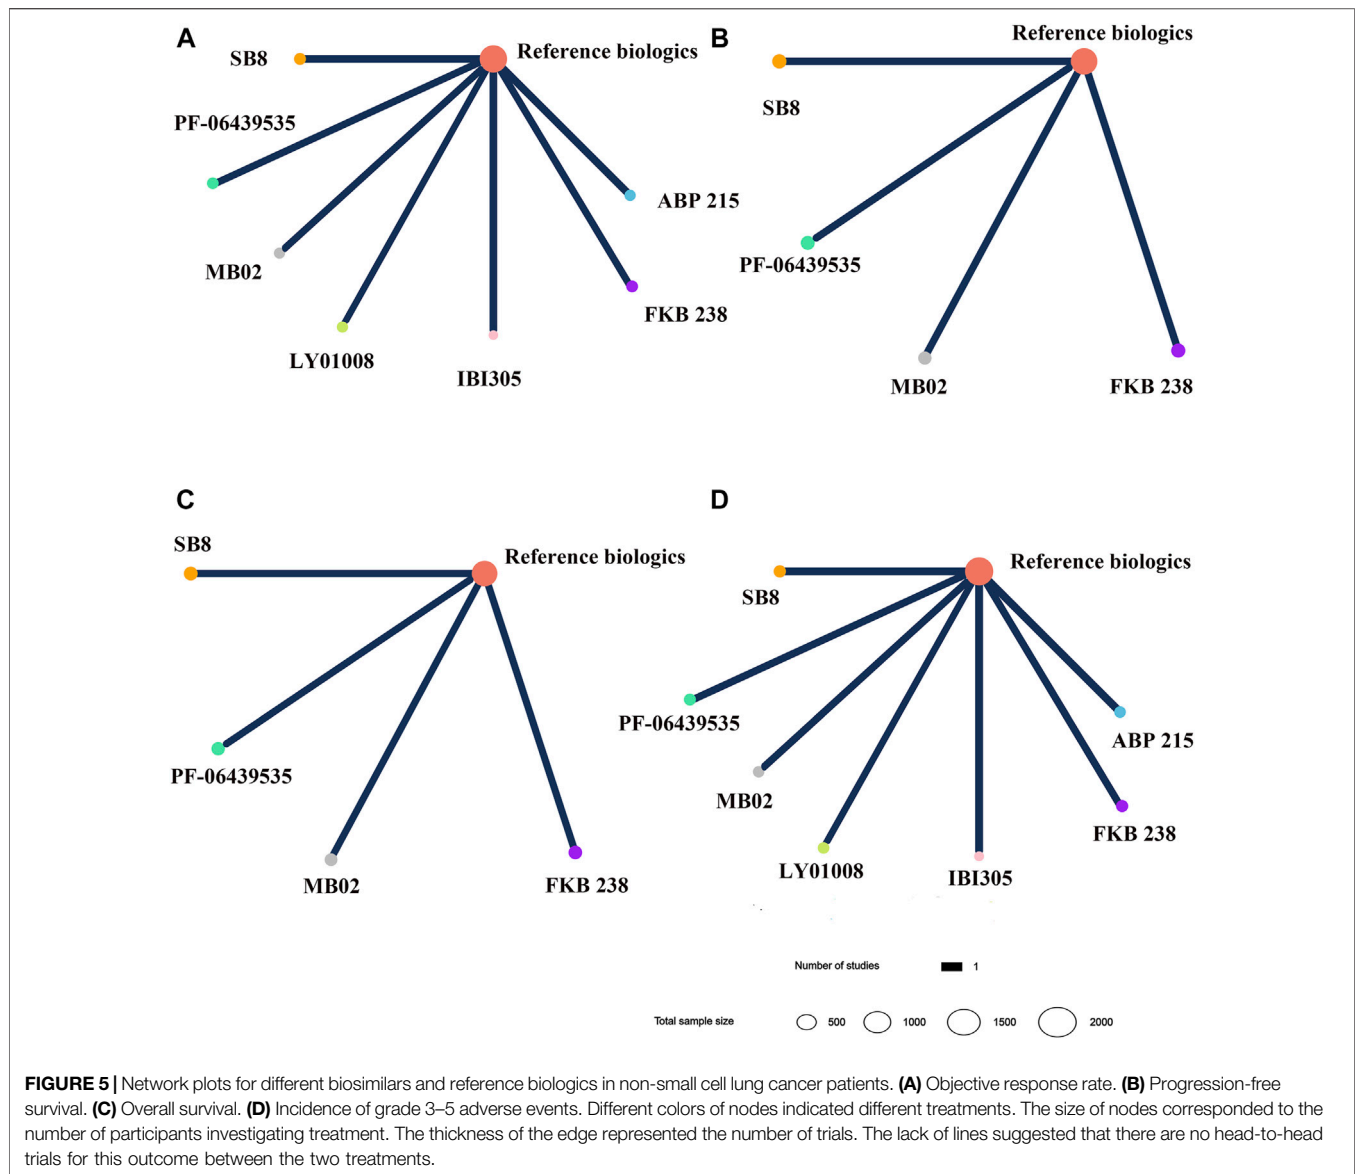 A
SB8
Reference biologics
PF-06439535
ABP 215
MB02
FKB 238
LY01008
IBI305
B
Reference biologics
SB8
PF-06439535
MB02
FKB 238
C
SB8
Reference biologics
PF-06439535
MB02
FKB 238
D
Reference biologics
SB8
PF-06439535
ABP 215
MB02
FKB 238
LY01008
IBI305
Number of studies 1
Total sample size 500 1000 1500 2000
FIGURE 5 | Network plots for different biosimilars and reference biologics in non-small cell lung cancer patients. (A) Objective response rate. (B) Progression-free
survival. (C) Overall survival. (D) Incidence of grade 3–5 adverse events. Different colors of nodes indicated different treatments. The size of nodes corresponded to the
number of participants investigating treatment. The thickness of the edge represented the number of trials. The lack of lines suggested that there are no head-to-head
trials for this outcome between the two treatments.